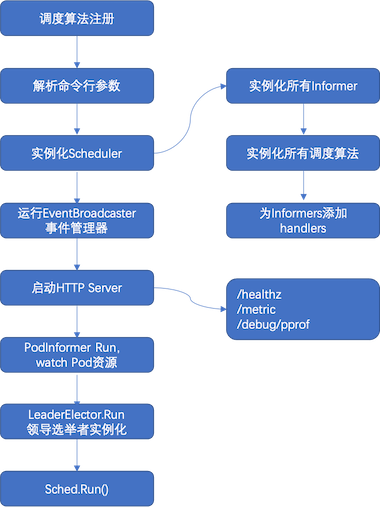 调度算法注册
解析命令行参数
实例化Scheduler
运行EventBroadcaster
事件管理器
启动HTTP Server
PodInformer Run，
watch Pod资源
LeaderElector.Run
领导选举者实例化
Sched.Run()
实例化所有Informer
实例化所有调度算法
为Informers添加
handlers
/healthz
/metric
/debug/pprof